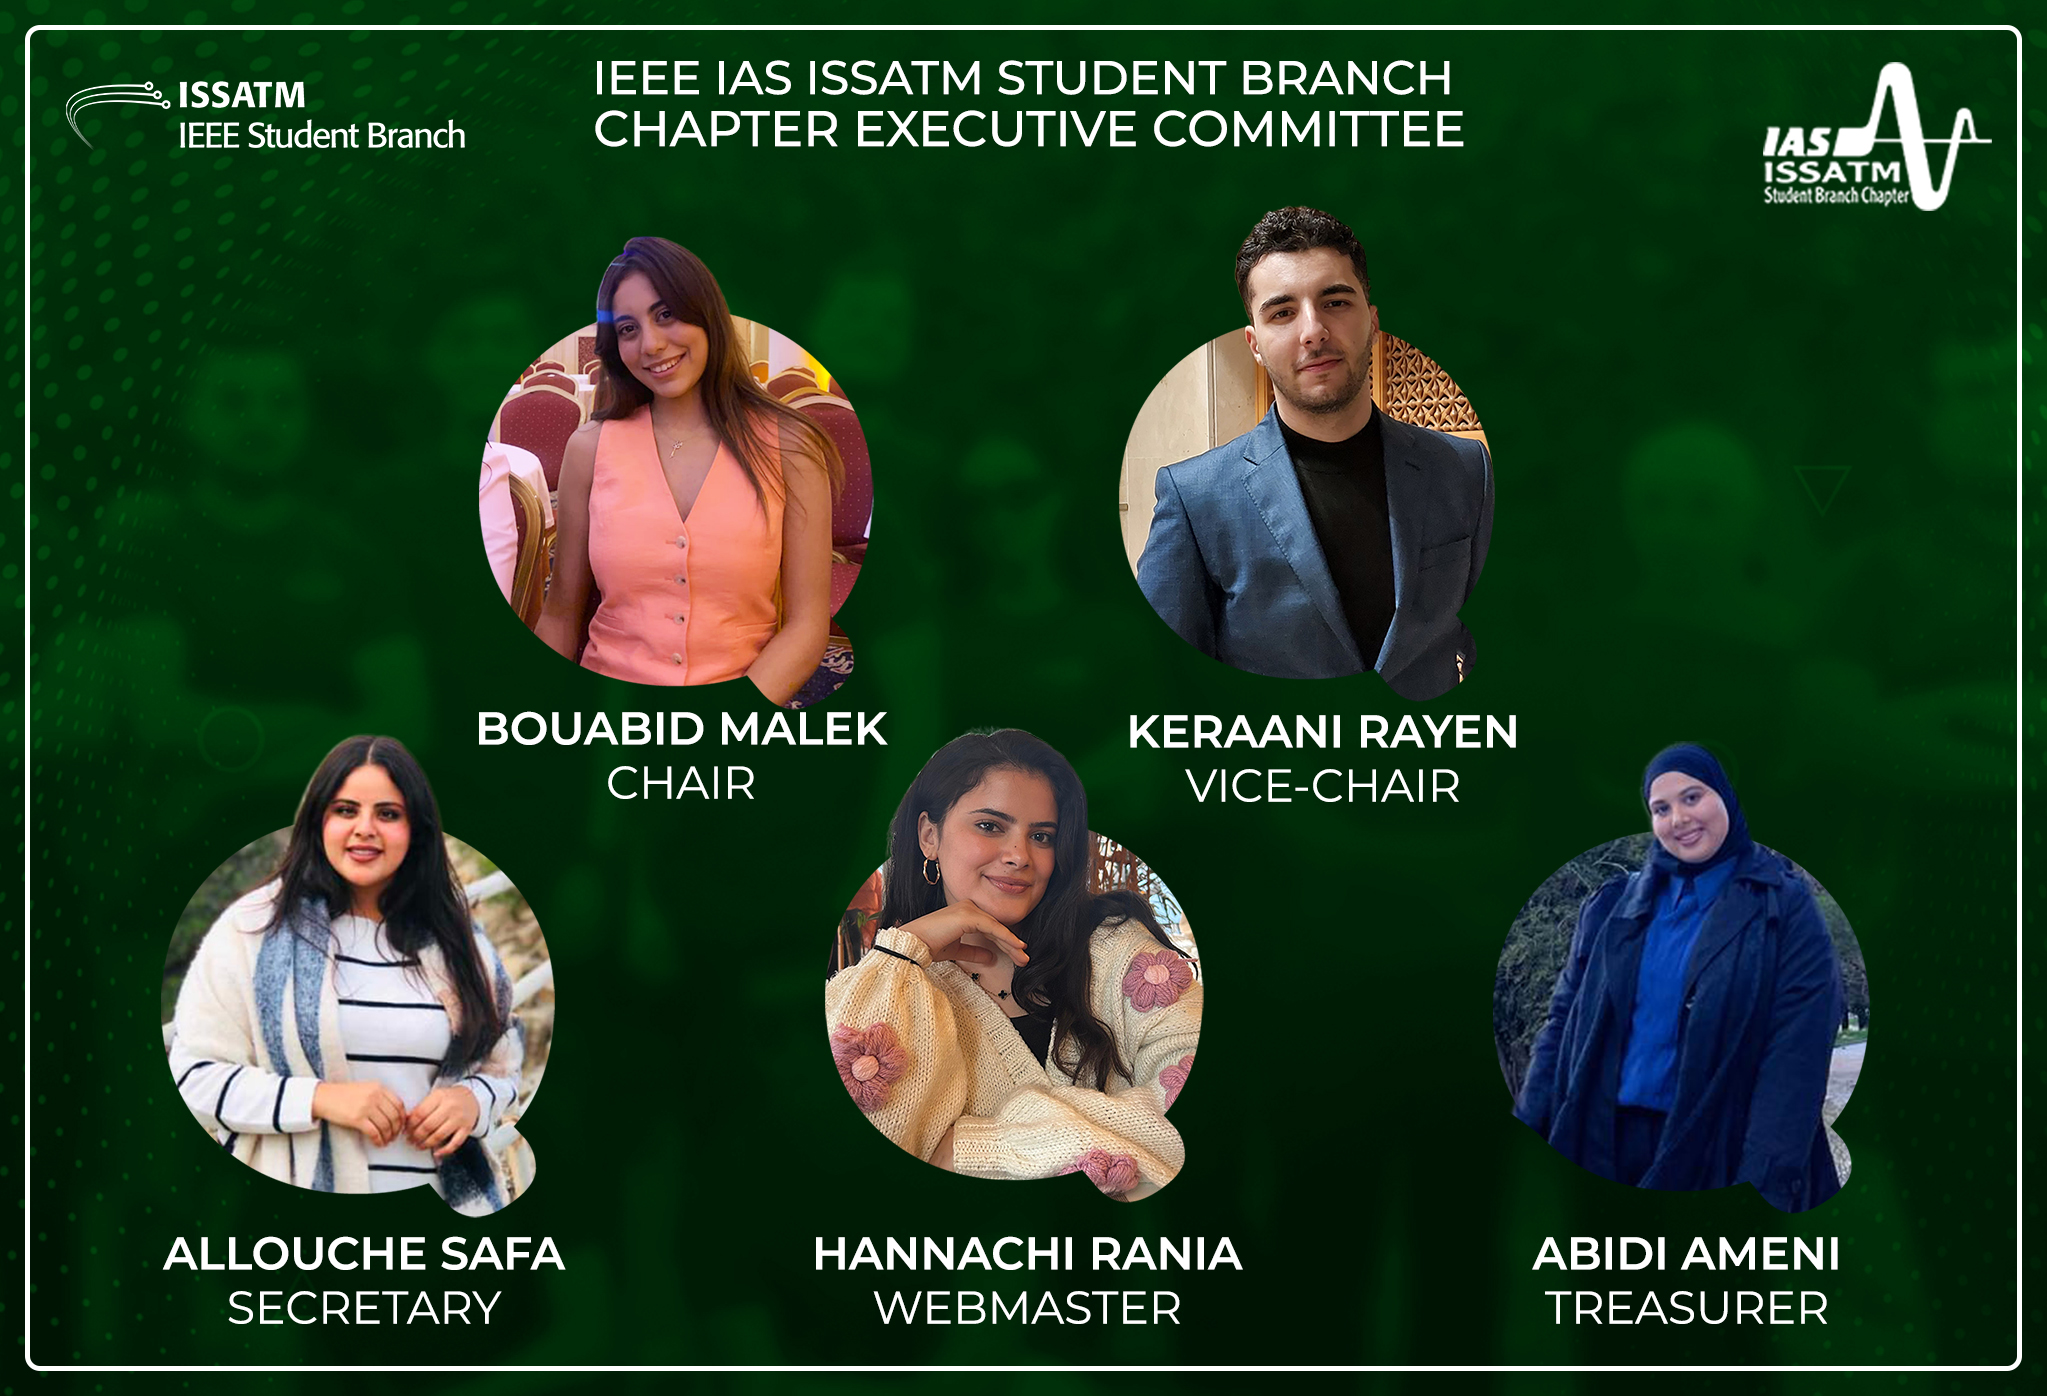 ISSATM
IEEE Student Branch
IEEE IAS ISSATM STUDENT BRANCH
CHAPTER EXECUTIVE COMMITTEE
IAS
ISSATM
Student Branch Chapter
BOUABID MALEK
CHAIR
KERAANI RAYEN
VICE-CHAIR
ALLOUCHE SAFA
SECRETARY
HANNACHI RANIA
WEBMASTER
ABIDI AMENI
TREASURER